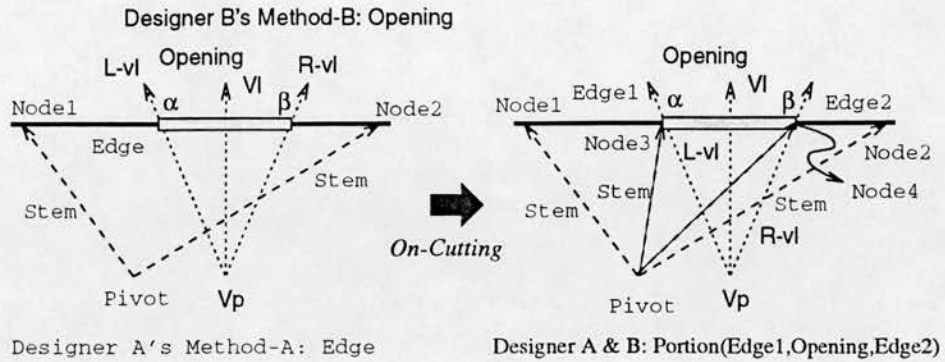 Designer B's Method-B: Opening
Opening
L-vl
Vl
R-vl
α
β
Node1
Node2
Edge
Stem
Stem
Pivot
Vp
Designer A's Method-A: Edge
On-Cutting
Opening
Edge1
α
Vl
β
Edge2
Node1
Node3
L-vl
Node2
Stem
Stem
Stem
Node4
R-vl
Pivot
Vp
Designer A & B: Portion(Edge1,Opening,Edge2)